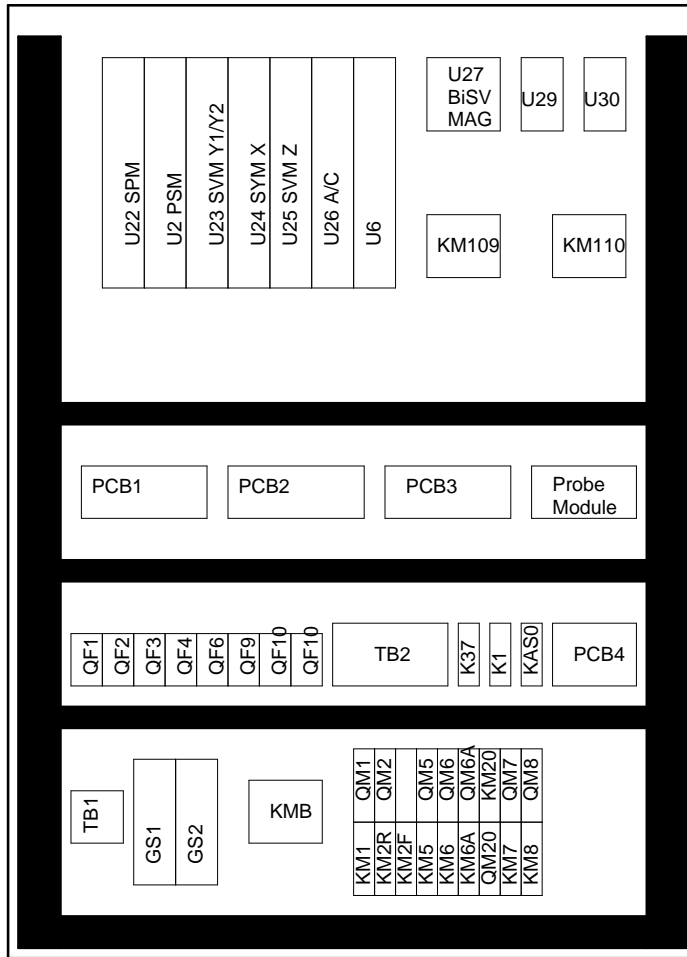 U22 SPM
U2 PSM
U23 SVM Y1/Y2
U24 SYM X
U25 SVM Z
U26 A/C
U6
U27
BiSV
MAG
U29
U30
KM109
KM110
PCB1
PCB2
PCB3
Probe
Module
QF1
QF2
QF3
QF4
QF6
QF9
QF10
QF10
TB2
K37
K1
KAS0
PCB4
TB1
GS1
GS2
KMB
QM1
QM2
QM5
QM6
QM6A
KM20
QM7
QM8
KM1
KM2R
KM2F
KM5
KM6
KM6A
QM20
KM7
KM8